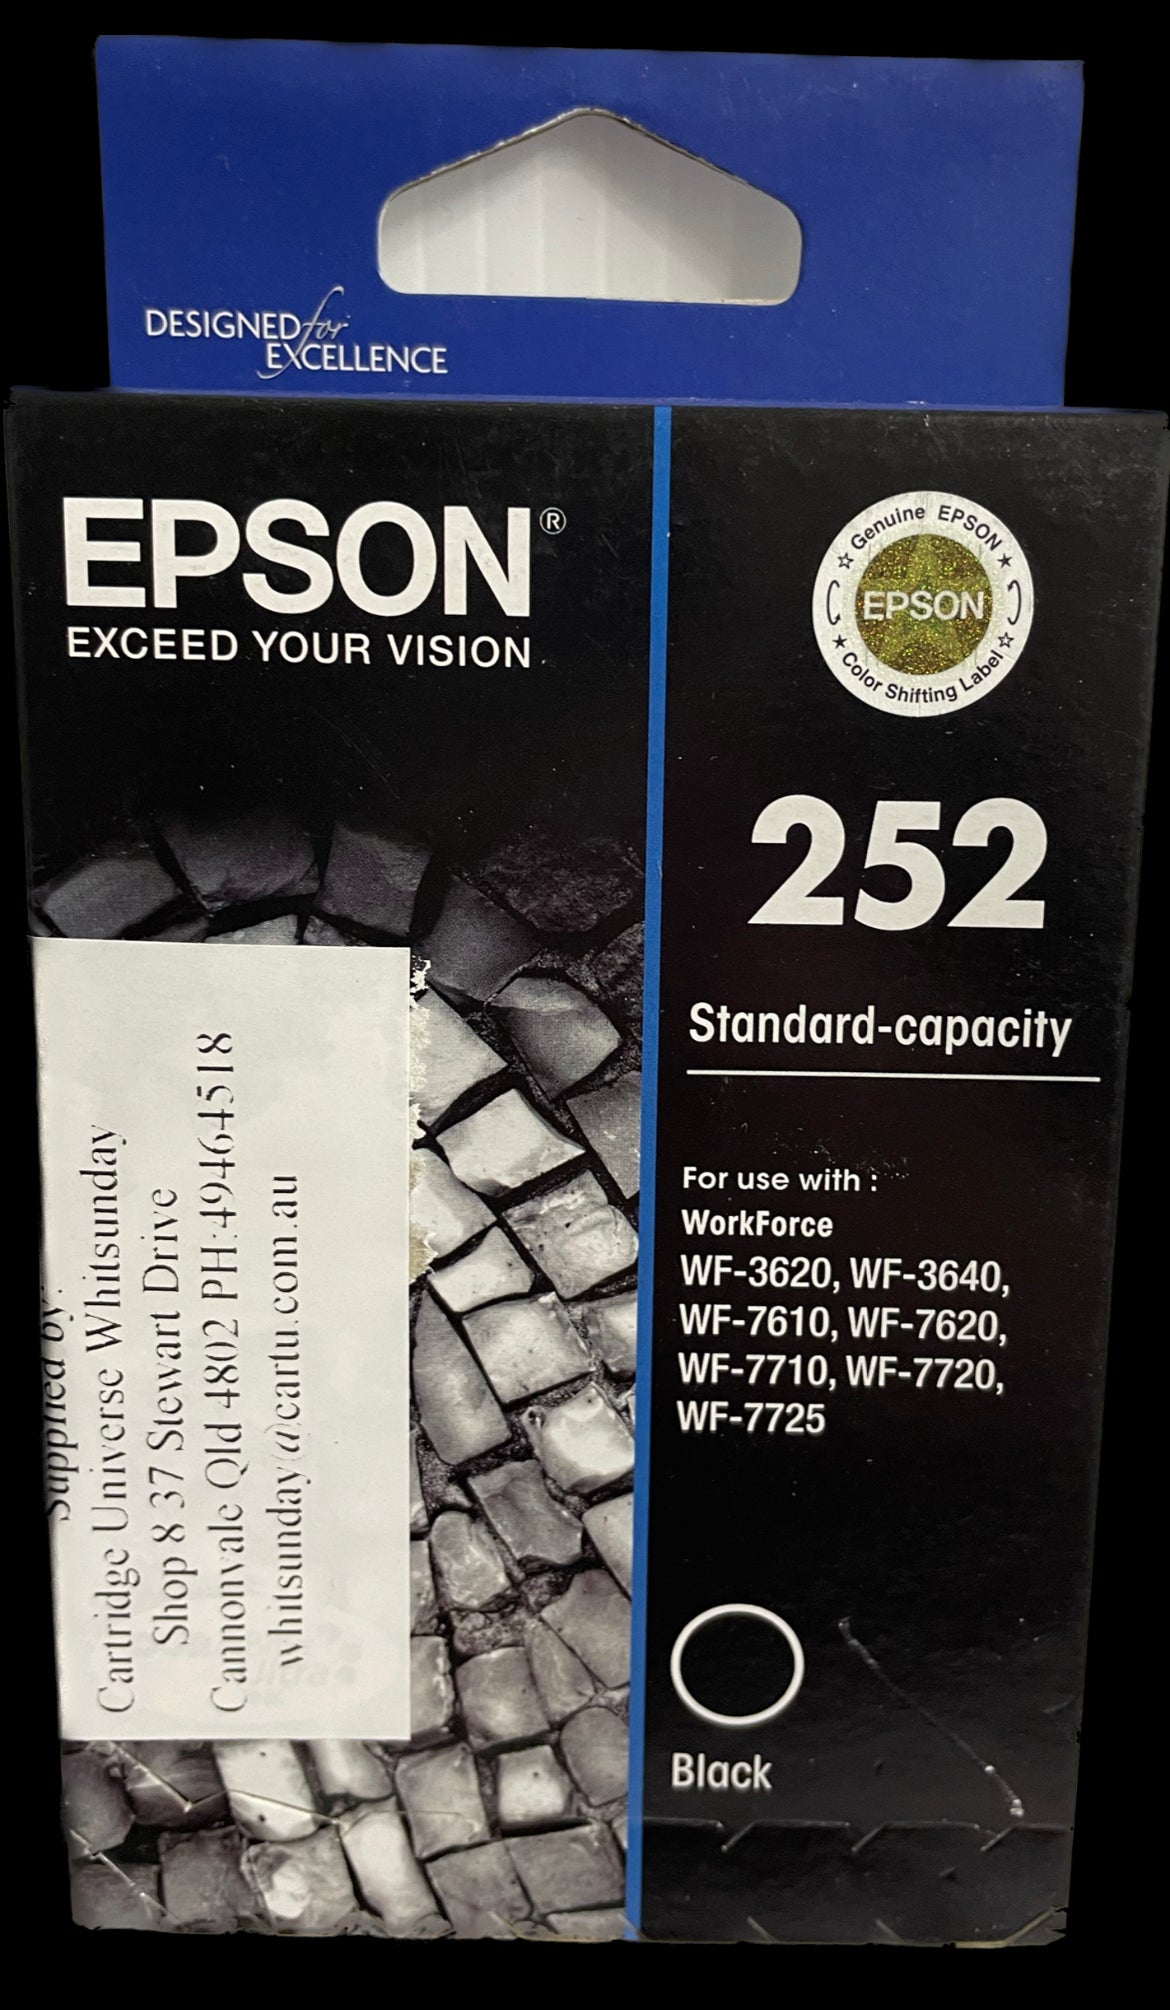 DESIGNED for
EXCELLENCE
EPSON®
EXCEED YOUR VISION
Genuine EPSON
EPSON
Color Shifting Label
252
Standard-capacity
For use with :
WorkForce
WF-3620, WF-3640,
WF-7610, WF-7620,
WF-7710, WF-7720,
WF-7725
Black
Supplied by:
Cartridge Universe Whitsunday
Shop 8 37 Stewart Drive
Cannonvale Qld 4802 PH:49464518
whitsunday@cartu.com.au